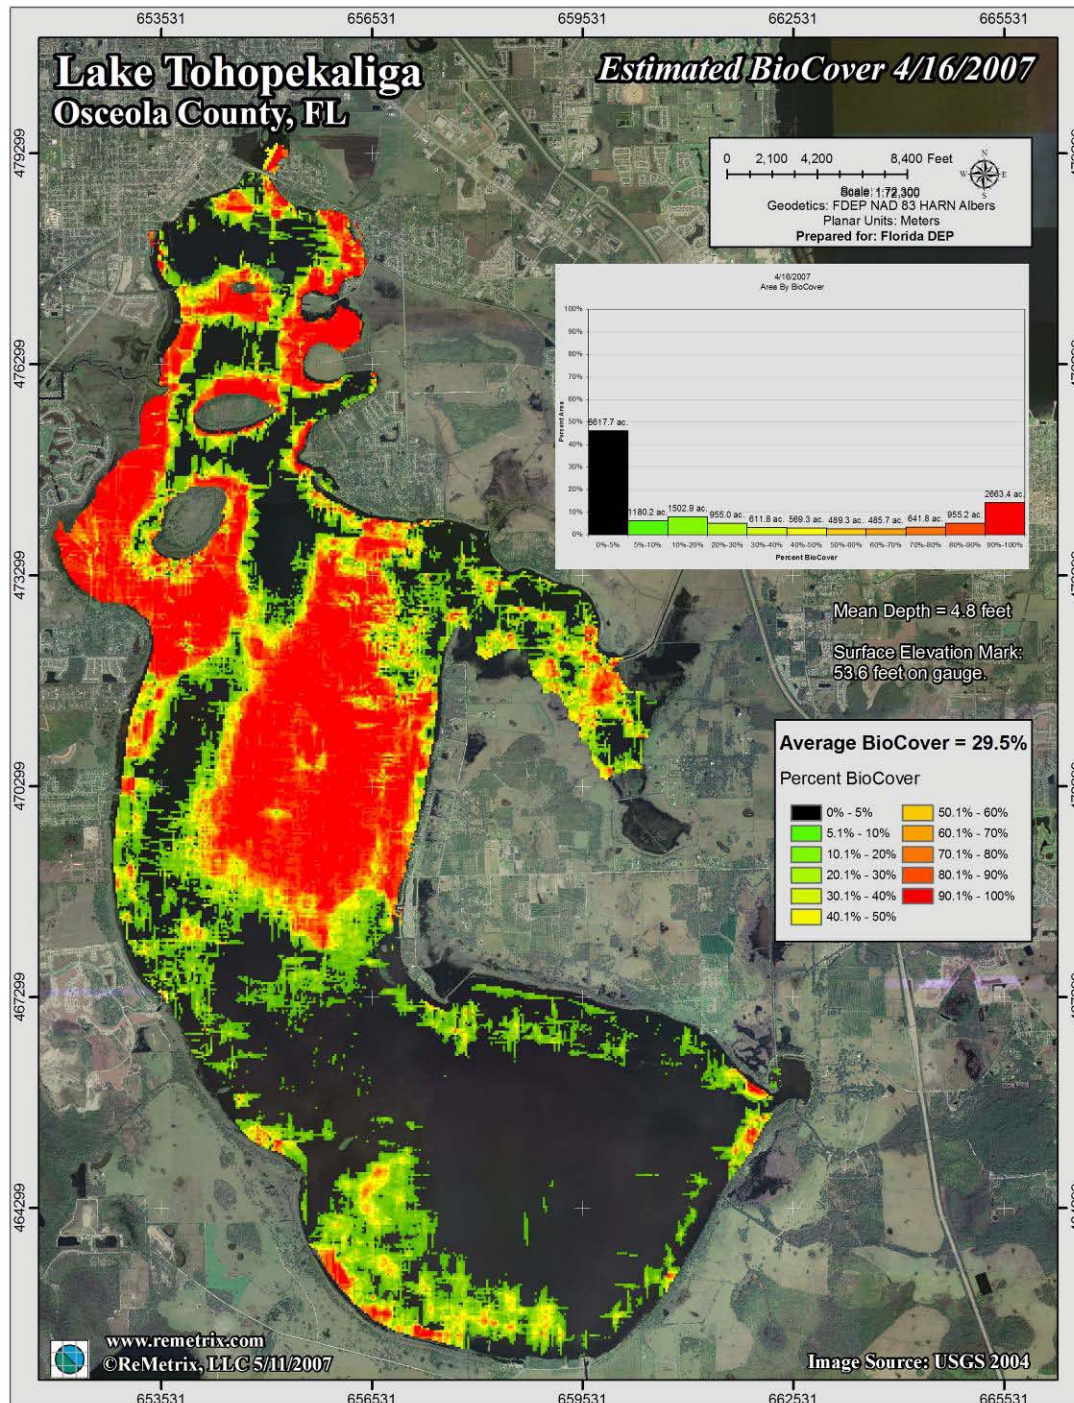 653531 656531 659531 662531 665531
Lake Tohopekaliga
Osceola County, FL
Estimated BioCover 4/16/2007
479299
476299
473299
470299
467299
464299
0 2,100 4,200 8,400 Feet
N
W E
S
Scale: 1:72,300
Geodetics: FDEP NAD 83 HARN Albers
Planar Units: Meters
Prepared for: Florida DEP
4/16/2007
Area By BioCover
Percent Area
100%
90%
80%
70%
60%
50%
40%
30%
20%
10%
0%
8617.7 ac.
1180.2 ac.
1502.9 ac.
955.0 ac.
611.8 ac.
569.3 ac.
489.3 ac.
485.7 ac.
641.8 ac.
955.2 ac.
2663.4 ac.
0%-5% 5%-10% 10%-20% 20%-30% 30%-40% 40%-50% 50%-60% 60%-70% 70%-80% 80%-90% 90%-100%
Percent BioCover
Mean Depth = 4.8 feet
Surface Elevation Mark:
53.6 feet on gauge.
Average BioCover = 29.5%
Percent BioCover
0% - 5%
5.1% - 10%
10.1% - 20%
20.1% - 30%
30.1% - 40%
40.1% - 50%
50.1% - 60%
60.1% - 70%
70.1% - 80%
80.1% - 90%
90.1% - 100%
www.remetrix.com
©ReMetrix, LLC 5/11/2007
Image Source: USGS 2004
653531 656531 659531 662531 665531